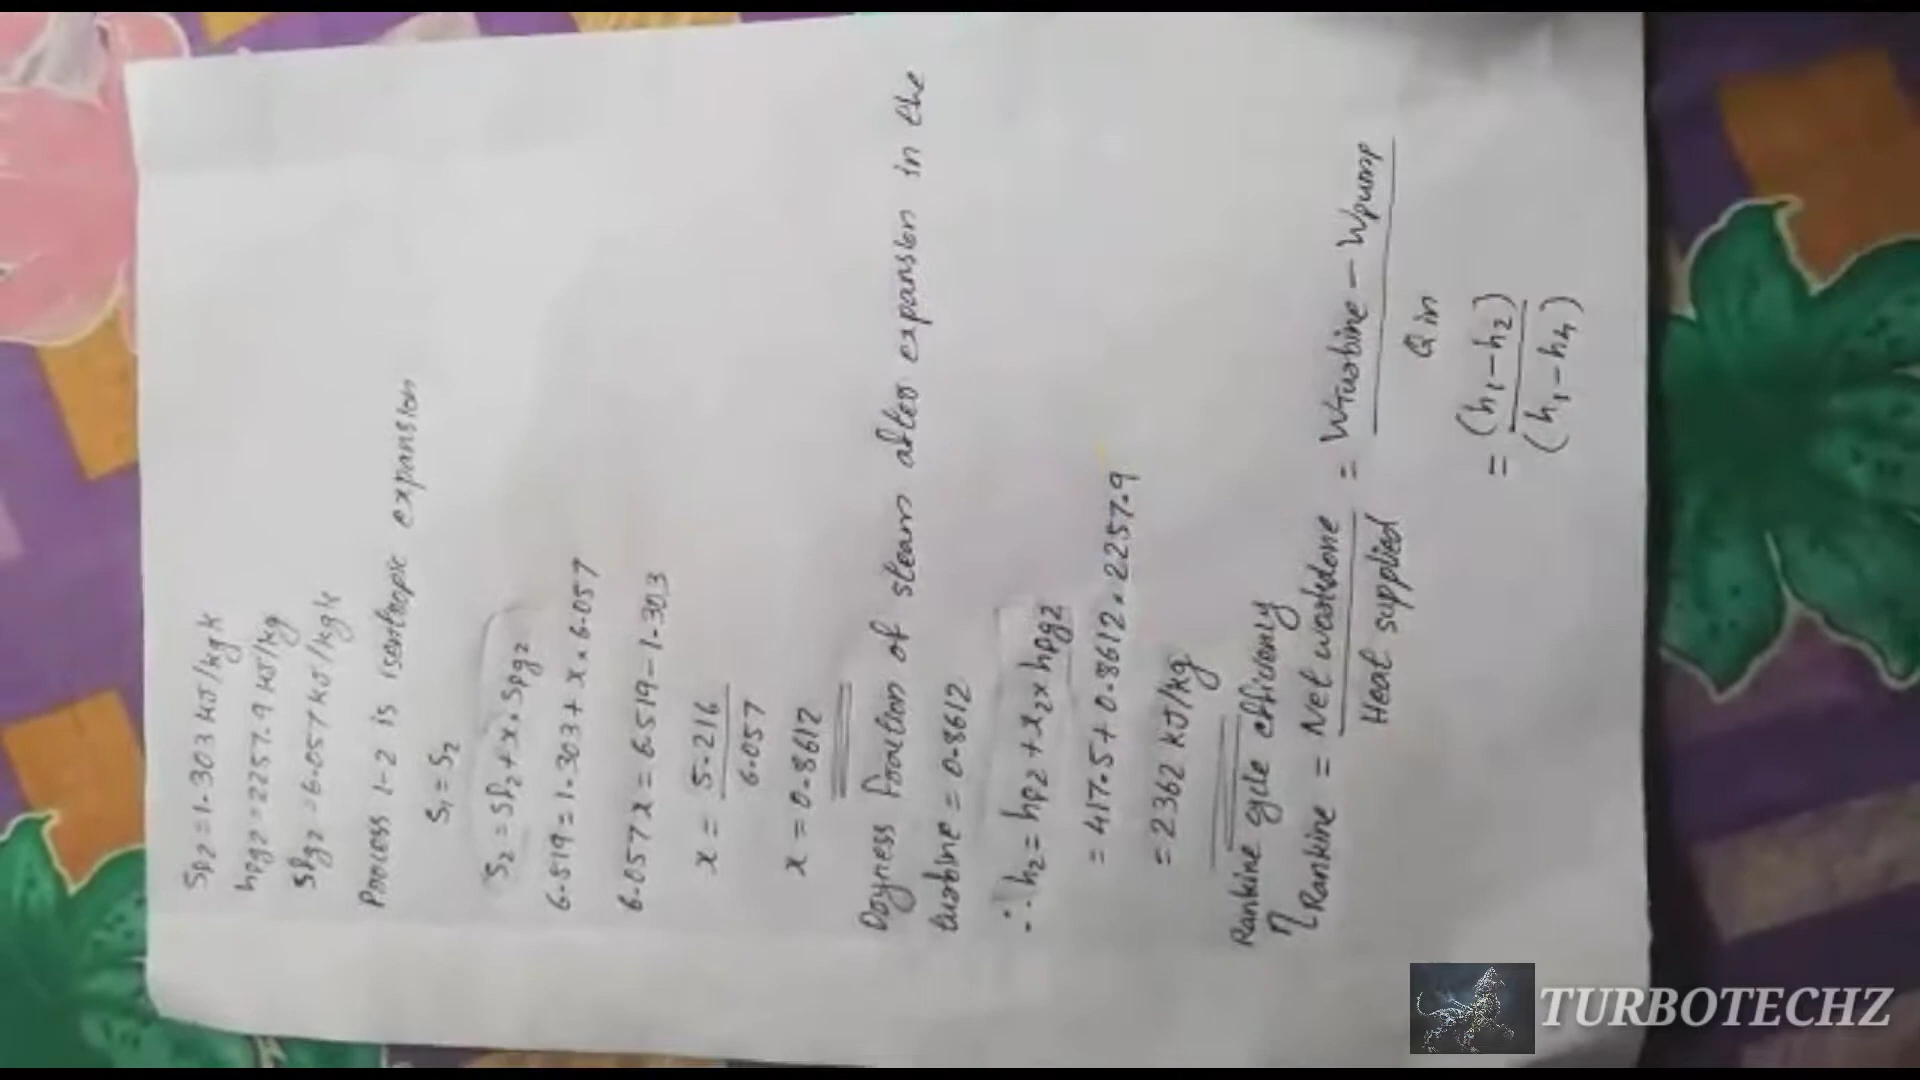 Sf2 = 1.303 KJ/kgk
hfg2 = 2257.9 KJ/kg
Sfg2 = 6.057 KJ/kgk
Process 1-2 is isentropic expansion
S1 = S2
S2 = Sf2 + x . Sfg2
6.519 = 1.303 + x . 6.057
6.057 x = 6.519 - 1.303
x = 5.216
6.057
x = 0.8612
Dryness fraction of steam after expansion in the
turbine = 0.8612
∴ h2 = hf2 + x2 x hfg2
= 417.5 + 0.8612 . 2257.9
= 2362 KJ/kg
Rankine cycle efficiency
η Rankine = Net workdone = WTurbine - Wpump
Heat supplied Q in
= (h1 - h2)
(h1 - h4)
TURBOTECHZ